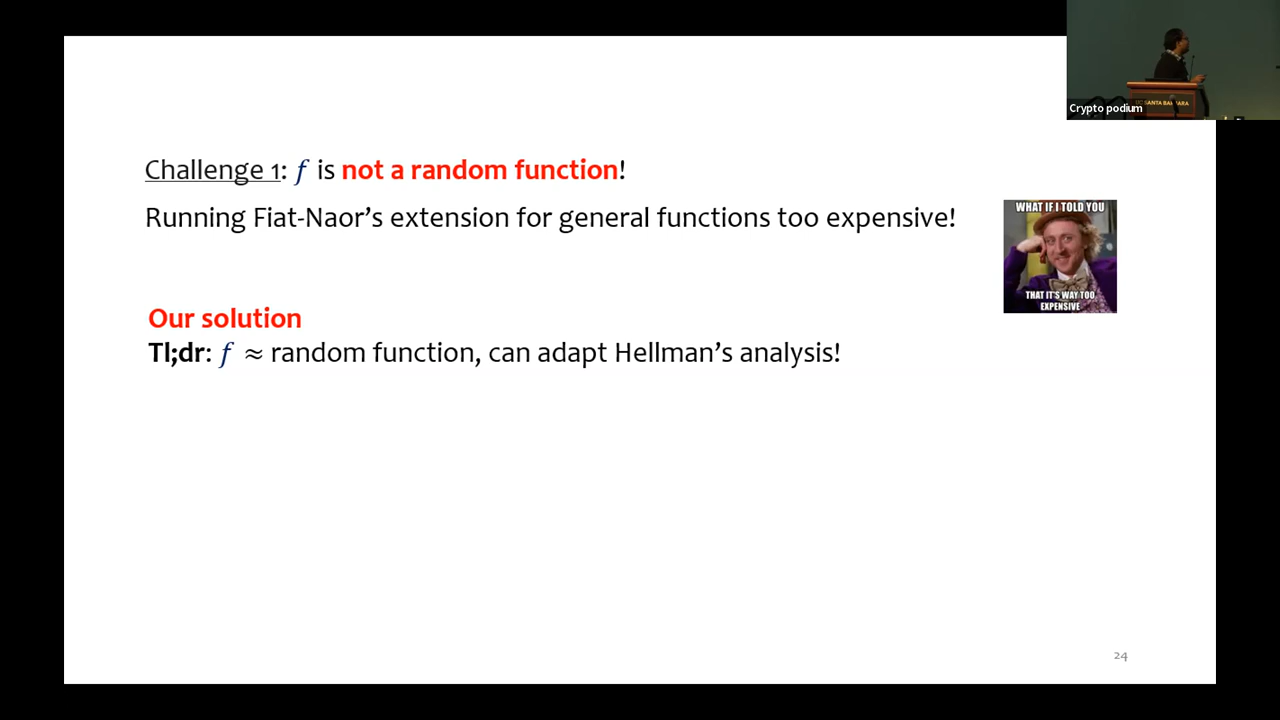 Crypto podium
Challenge 1: f is not a random function!
Running Fiat-Naor's extension for general functions too expensive!
WHAT IF I TOLD YOU
THAT IT'S WAY TOO
EXPENSIVE
Our solution
Tl;dr: f ≈ random function, can adapt Hellman's analysis!
24